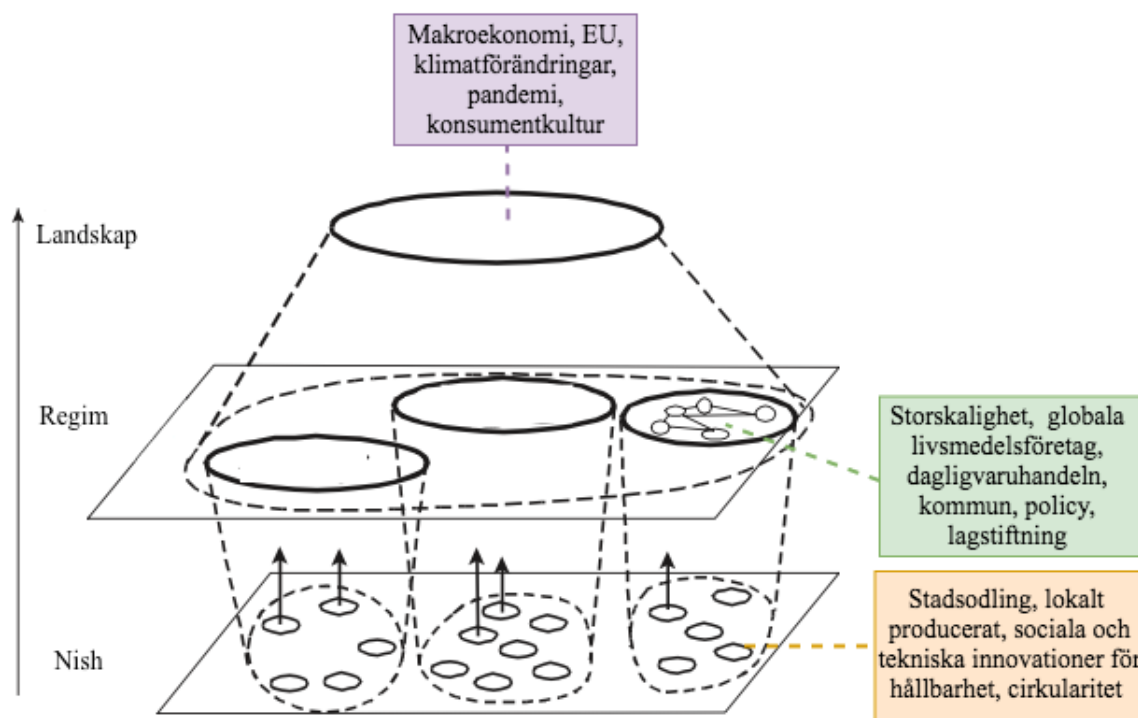 Makroekonomi, EU,
klimatförändringar,
pandemi,
konsumentkultur
Landskap
Regim
Storskalighet, globala
livsmedelsföretag,
dagligvaruhandeln,
kommun, policy,
lagstiftning
Nish
Stadsodling, lokalt
producerat, sociala och
tekniska innovationer för
hållbarhet, cirkularitet